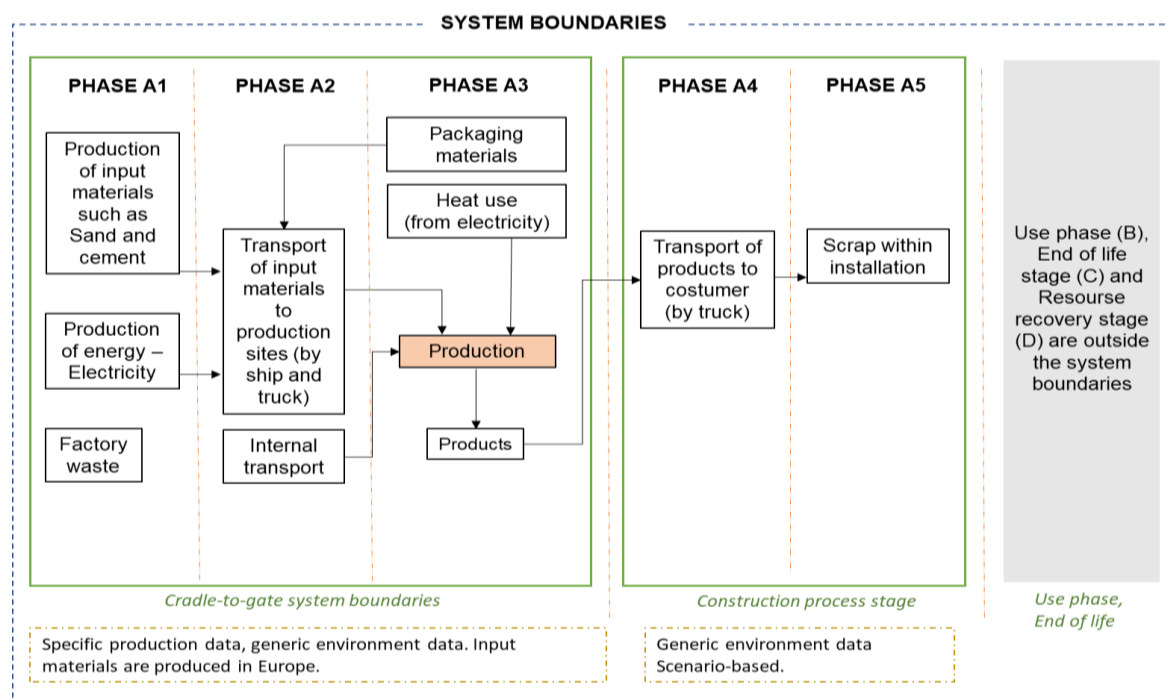 SYSTEM BOUNDARIES
PHASE A1
Production
of input
materials
such as
Sand and
cement
Production
of energy –
Electricity
Factory
waste
PHASE A2
Transport
of input
materials
to
production
sites (by
ship and
truck)
Internal
transport
PHASE A3
Packaging
materials
Heat use
(from electricity)
Production
Products
Cradle-to-gate system boundaries
Specific production data, generic environment data. Input
materials are produced in Europe.
PHASE A4
Transport of
products to
costumer
(by truck)
PHASE A5
Scrap within
installation
Construction process stage
Generic environment data
Scenario-based.
Use phase (B),
End of life
stage (C) and
Resourse
recovery stage
(D) are outside
the system
boundaries
Use phase,
End of life